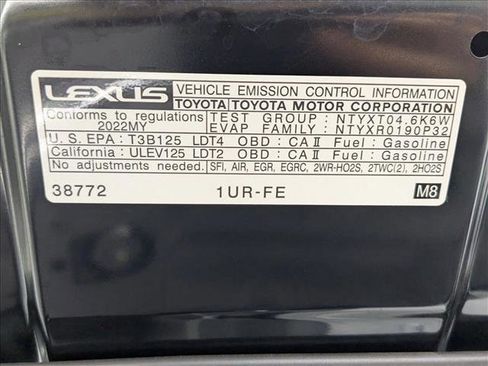 LEXUS VEHICLE EMISSION CONTROL INFORMATION
TOYOTA TOYOTA MOTOR CORPORATION
Conforms to regulations TEST GROUP : NTYXT04.6K6W
2022MY EVAP FAMILY : NTYXR0190P32
U.S. EPA : T3B125 LDT4 OBD : CA II Fuel : Gasoline
California : ULEV125 LDT2 OBD : CA II Fuel : Gasoline
No adjustments needed. SFI, AIR, EGR, EGRC, 2WR-HO2S, 2TWC(2), 2HO2S
38772 1UR-FE M8